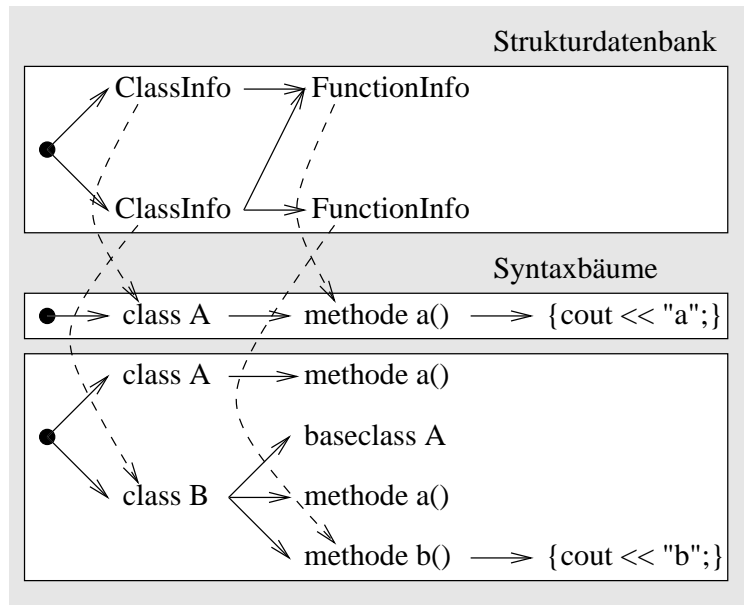 Strukturdatenbank
ClassInfo FunctionInfo
ClassInfo FunctionInfo
Syntaxbäume
class A methode a() {cout << "a";}
class A methode a()
baseclass A
class B methode a()
methode b() {cout << "b";}